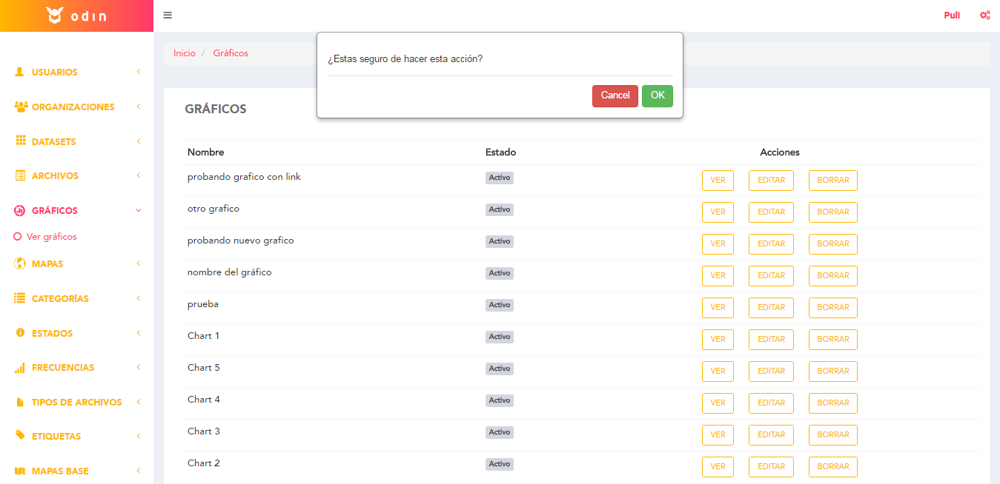 odin
Pull
¿Estas seguro de hacer esta acción?
Cancel OK
Inicio / Gráficos
USUARIOS
ORGANIZACIONES
DATASETS
ARCHIVOS
GRÁFICOS
Ver gráficos
MAPAS
CATEGORÍAS
ESTADOS
FRECUENCIAS
TIPOS DE ARCHIVOS
ETIQUETAS
MAPAS BASE
GRÁFICOS
Nombre Estado Acciones
probando grafico con link Activo VER EDITAR BORRAR
otro grafico Activo VER EDITAR BORRAR
probando nuevo grafico Activo VER EDITAR BORRAR
nombre del gráfico Activo VER EDITAR BORRAR
prueba Activo VER EDITAR BORRAR
Chart 1 Activo VER EDITAR BORRAR
Chart 5 Activo VER EDITAR BORRAR
Chart 4 Activo VER EDITAR BORRAR
Chart 3 Activo VER EDITAR BORRAR
Chart 2 Activo VER EDITAR BORRAR